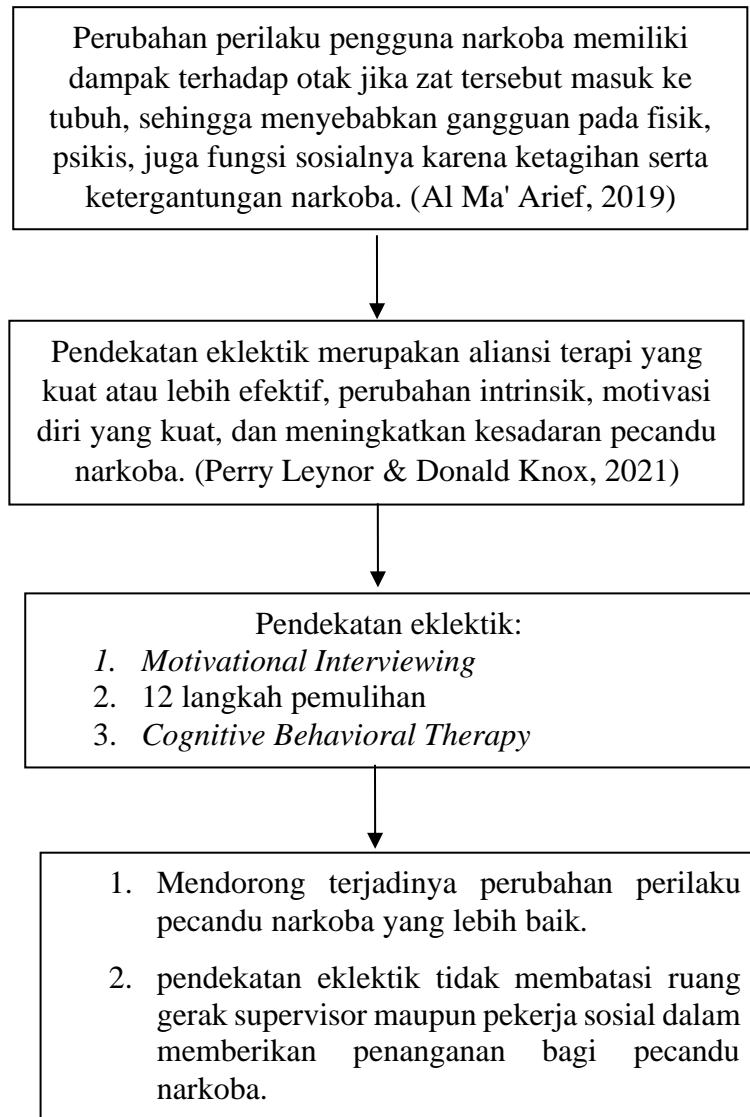 Perubahan perilaku pengguna narkoba memiliki
dampak terhadap otak jika zat tersebut masuk ke
tubuh, sehingga menyebabkan gangguan pada fisik,
psikis, juga fungsi sosialnya karena ketagihan serta
ketergantungan narkoba. (Al Ma' Arief, 2019)
Pendekatan eklektik merupakan aliansi terapi yang
kuat atau lebih efektif, perubahan intrinsik, motivasi
diri yang kuat, dan meningkatkan kesadaran pecandu
narkoba. (Perry Leynor & Donald Knox, 2021)
Pendekatan eklektik:
1. Motivational Interviewing
2. 12 langkah pemulihan
3. Cognitive Behavioral Therapy
1. Mendorong terjadinya perubahan perilaku
pecandu narkoba yang lebih baik.
2. pendekatan eklektik tidak membatasi ruang
gerak supervisor maupun pekerja sosial dalam
memberikan penanganan bagi pecandu
narkoba.